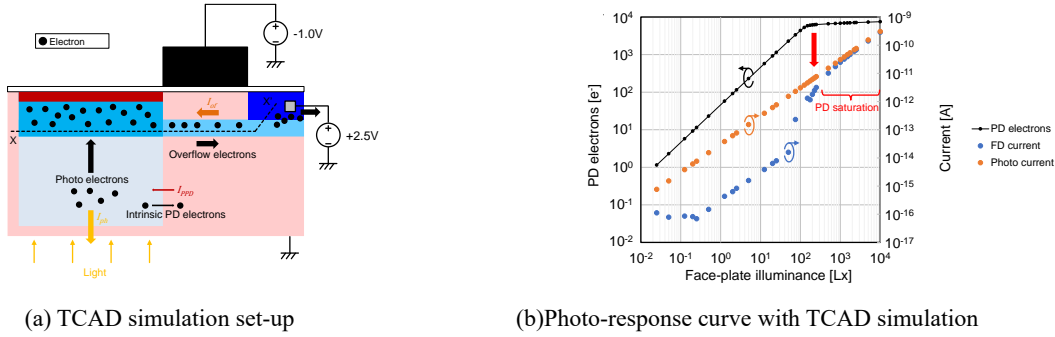 Electron
-1.0V
+2.5V
X
X'
I_of
Overflow electrons
Photo electrons
I_PPD
Intrinsic PD electrons
I_ph
Light
(a) TCAD simulation set-up
PD electrons [e-]
10^4
10^3
10^2
10^1
10^0
10^-1
10^-2
10^-2
10^-1
10^0
10^1
10^2
10^3
10^4
Face-plate illuminance [Lx]
10^-9
10^-10
10^-11
10^-12
10^-13
10^-14
10^-15
10^-16
10^-17
Current [A]
PD saturation
PD electrons
FD current
Photo current
(b)Photo-response curve with TCAD simulation